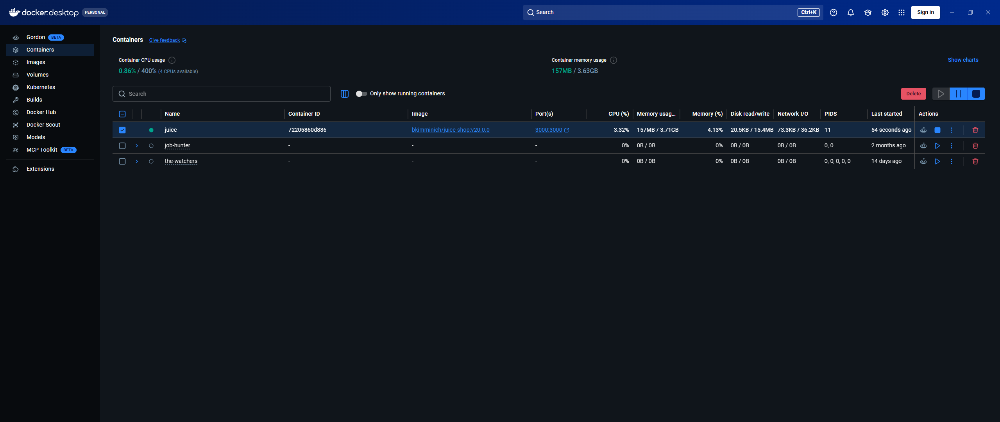 docker.desktop PERSONAL Search Ctrl+K Sign in
Gordon BETA
Containers
Images
Volumes
Kubernetes
Builds
Docker Hub
Docker Scout
Models
MCP Toolkit BETA
Extensions
Containers Give feedback
Container CPU usage Container memory usage Show charts
0.86% / 400% (4 CPUs available) 157MB / 3.63GB
Search Only show running containers Delete
Name Container ID Image Port(s) CPU (%) Memory usag... Memory (%) Disk read/write Network I/O PIDS Last started Actions
juice 72205860d886 bkimminich/juice-shop:v20.0.0 3000:3000 3.32% 157MB / 3.71GB 4.13% 20.5KB / 15.4MB 73.3KB / 36.2KB 11 54 seconds ago
job-hunter - - - 0% 0B / 0B 0% 0B / 0B 0B / 0B 0, 0 2 months ago
the-watchers - - - 0% 0B / 0B 0% 0B / 0B 0B / 0B 0, 0, 0, 0, 0 14 days ago